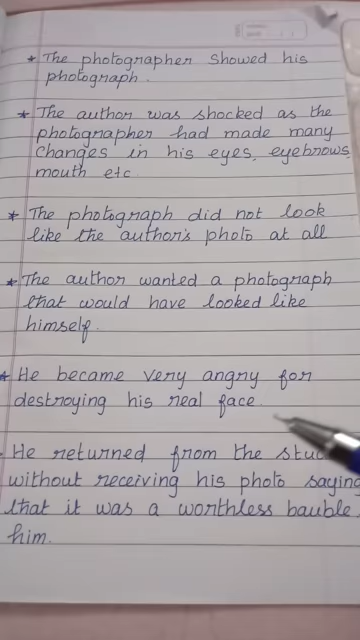 * The photographer showed his
photograph.
* The author was shocked as the
photographer had made many
changes in his eyes, eyebrows,
mouth etc
* The photograph did not look
like the author's photo at all
* The author wanted a photograph
that would have looked like
himself.
* He became very angry for
destroying his real face.
He returned from the
without receiving his photo saying
that it was a worthless bauble
him.